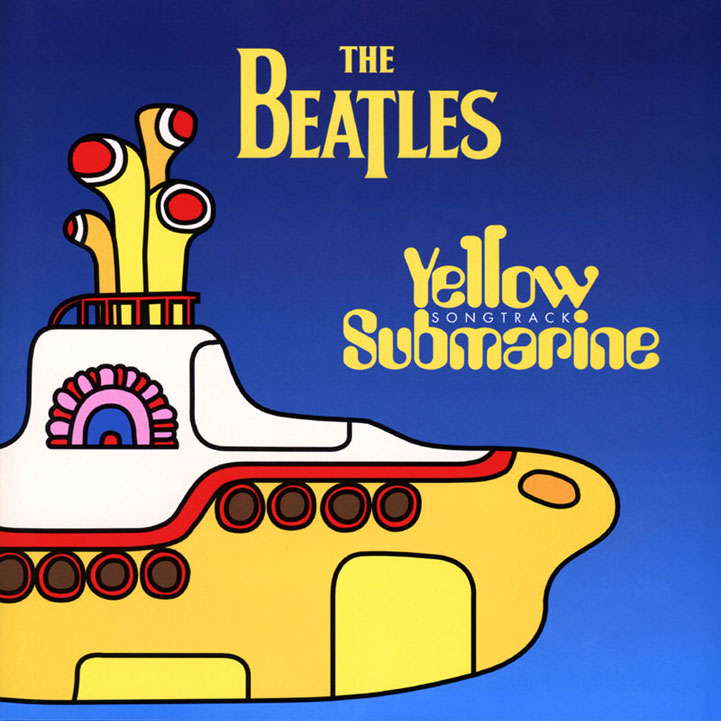 THE
BEATLES
Yellow
SONGTRACK
Submarine